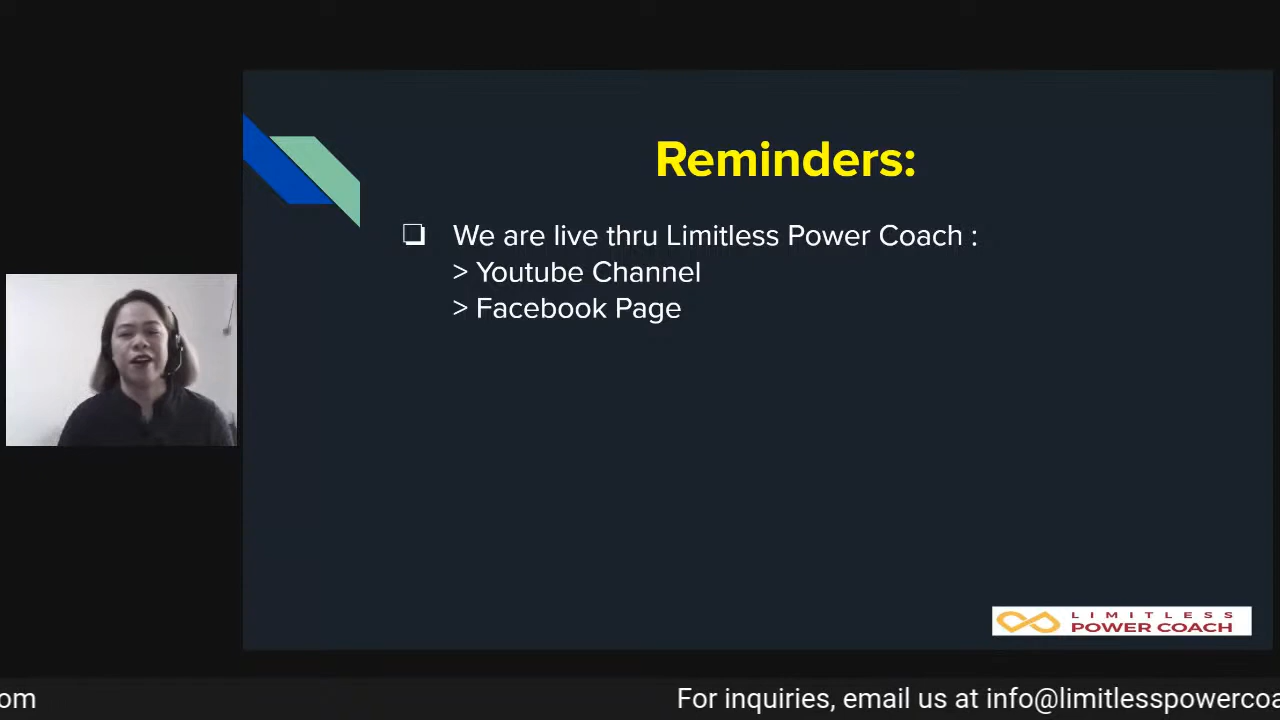 Reminders:
❏ We are live thru Limitless Power Coach :
> Youtube Channel
> Facebook Page
LIMITLESS
POWER COACH
om For inquiries, email us at info@limitlesspowercoa